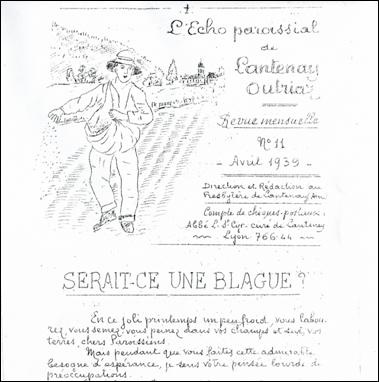 L'Echo paroissial
de
Lantenay
Outriaz
Revue mensuelle
N° 11
- Avril 1939 -
Direction et Rédaction au
Presbytère de Lantenay/Ain
Compte de chèques-postaux:
Abbé L. St Cyr-curé de Lantenay
Lyon 766-44
SERAIT-CE UNE BLAGUE ?
En ce joli printemps un peu froid, vous labou-
rez, vous semez, vous peinez dans vos champs et vos
terres, chers Paroissiens.
Mais pendant que vous faites cette admirable
besogne d'espérance, je sens votre pensée lourde de
préoccupations.